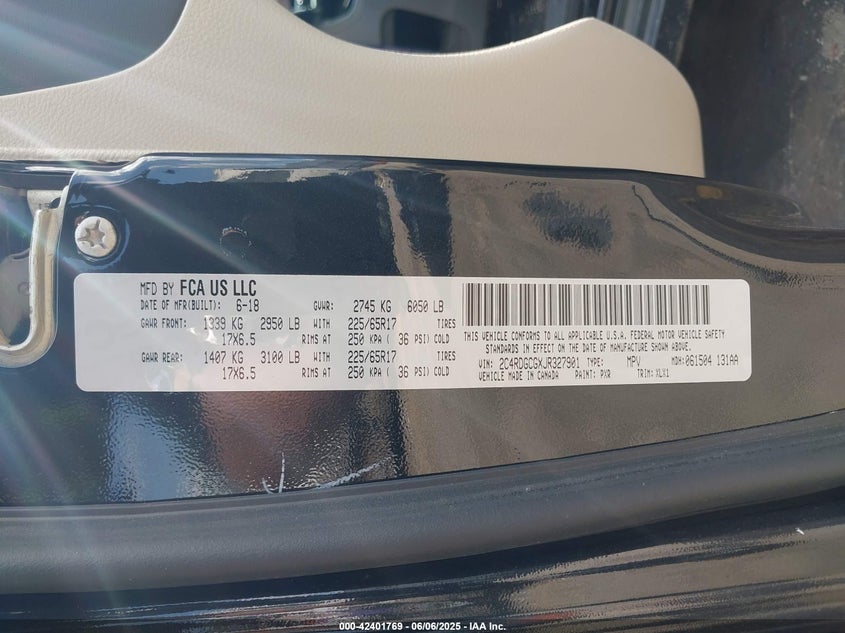 MFD BY FCA US LLC
DATE OF MFR(BUILT): 6-18 GVWR: 2745 KG 6050 LB
GAWR FRONT: 1339 KG 2950 LB WITH 225/65R17 TIRES
17X6.5 RIMS AT 250 KPA ( 36 PSI) COLD
GAWR REAR: 1407 KG 3100 LB WITH 225/65R17 TIRES
17X6.5 RIMS AT 250 KPA ( 36 PSI) COLD
THIS VEHICLE CONFORMS TO ALL APPLICABLE U.S.A. FEDERAL MOTOR VEHICLE SAFETY
STANDARDS IN EFFECT ON THE DATE OF MANUFACTURE SHOWN ABOVE.
VIN: 2C4RDGCGXJR327901 TYPE: MPV MDH: 061504 131AA
VEHICLE MADE IN CANADA PAINT: PXR TRIM: XLX1
000-42401769 - 06/06/2025 - IAA Inc.